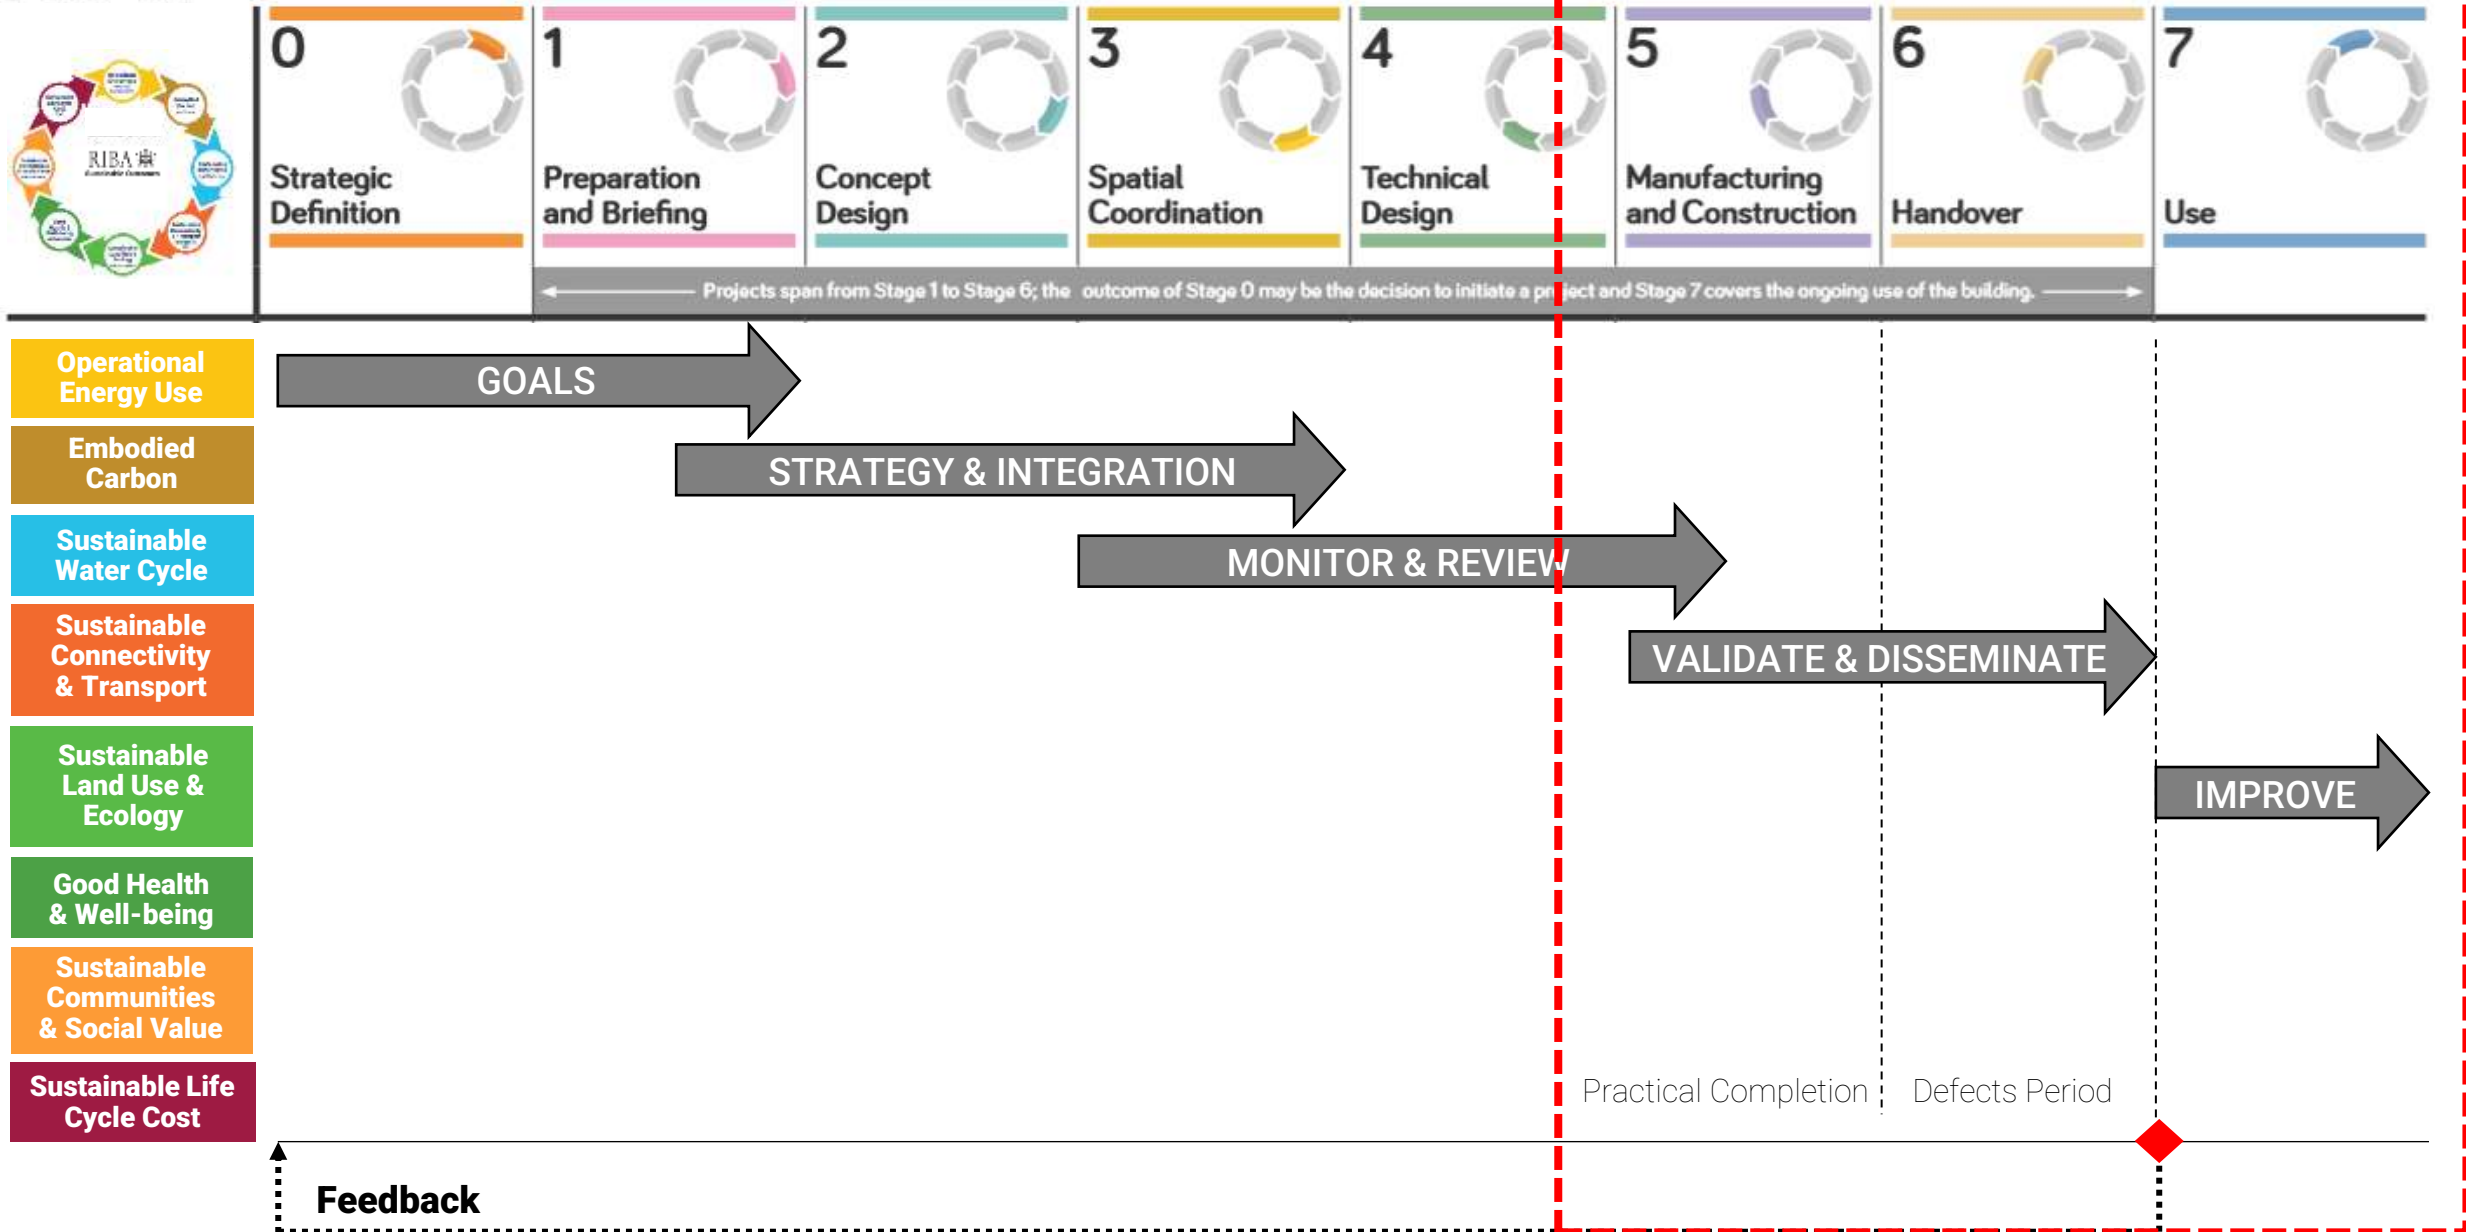 0
Strategic
Definition
1
Preparation
and Briefing
2
Concept
Design
3
Spatial
Coordination
4
Technical
Design
5
Manufacturing
and Construction
6
Handover
7
Use
RIBA
Sustainable Outcomes
Projects span from Stage 1 to Stage 6; the outcome of Stage 0 may be the decision to initiate a project and Stage 7 covers the ongoing use of the building.
Operational
Energy Use
GOALS
Embodied
Carbon
STRATEGY & INTEGRATION
Sustainable
Water Cycle
MONITOR & REVIEW
Sustainable
Connectivity
& Transport
VALIDATE & DISSEMINATE
Sustainable
Land Use &
Ecology
IMPROVE
Good Health
& Well-being
Sustainable
Communities
& Social Value
Sustainable Life
Cycle Cost
Practical Completion
Defects Period
Feedback